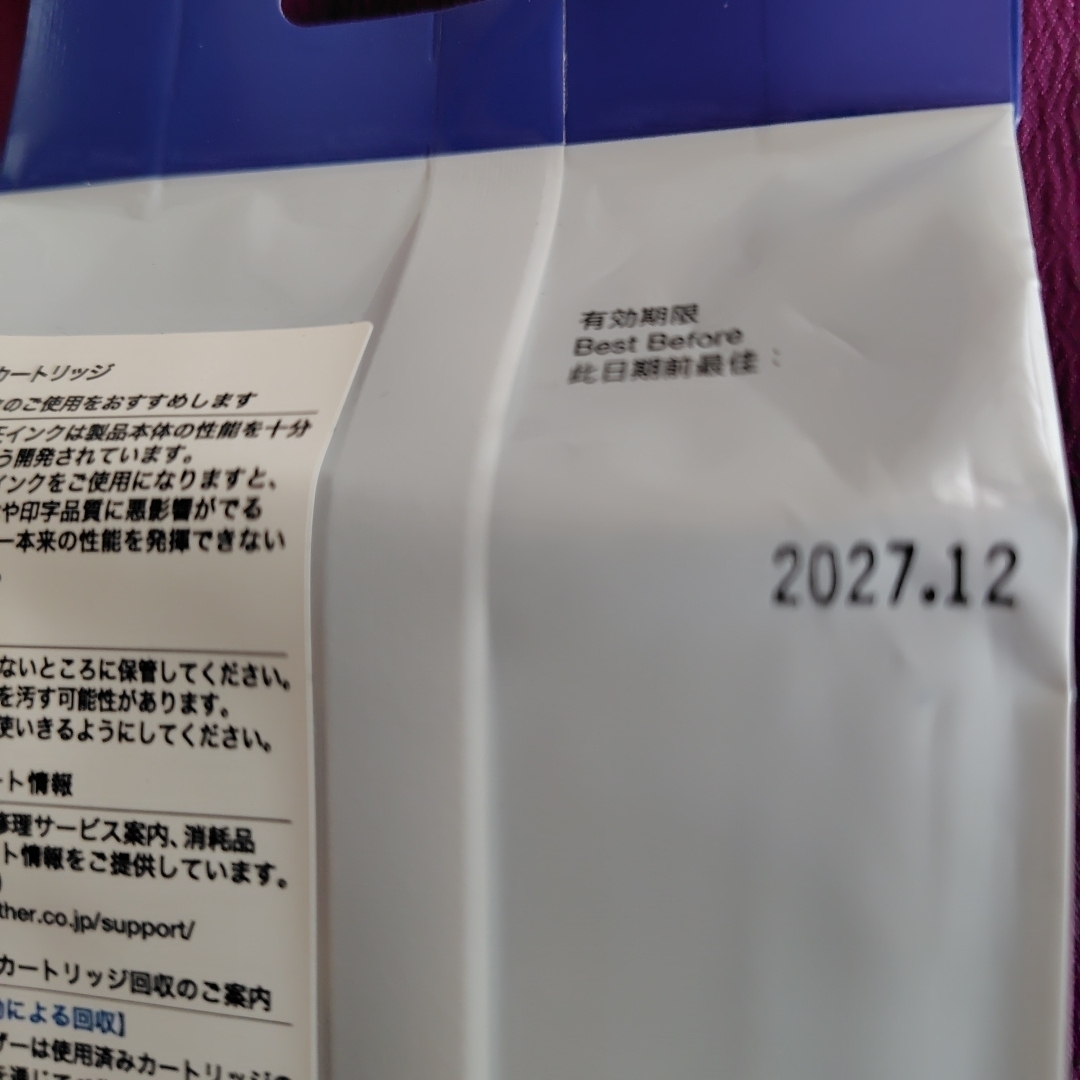 カートリッジ
のご使用をおすすめします
インクは製品本体の性能を十分
う開発されています。
インクをご使用になりますと、
や印字品質に悪影響がでる
ー本来の性能を発揮できない
ないところに保管してください。
を汚す可能性があります。
使いきるようにしてください。
ート情報
修理サービス案内、消耗品
ト情報をご提供しています。
)
ther.co.jp/support/
カートリッジ回収のご案内
による回収】
ザーは使用済みカートリッジの
を通じて
有効期限
Best Before
此日期前最佳：
2027.12